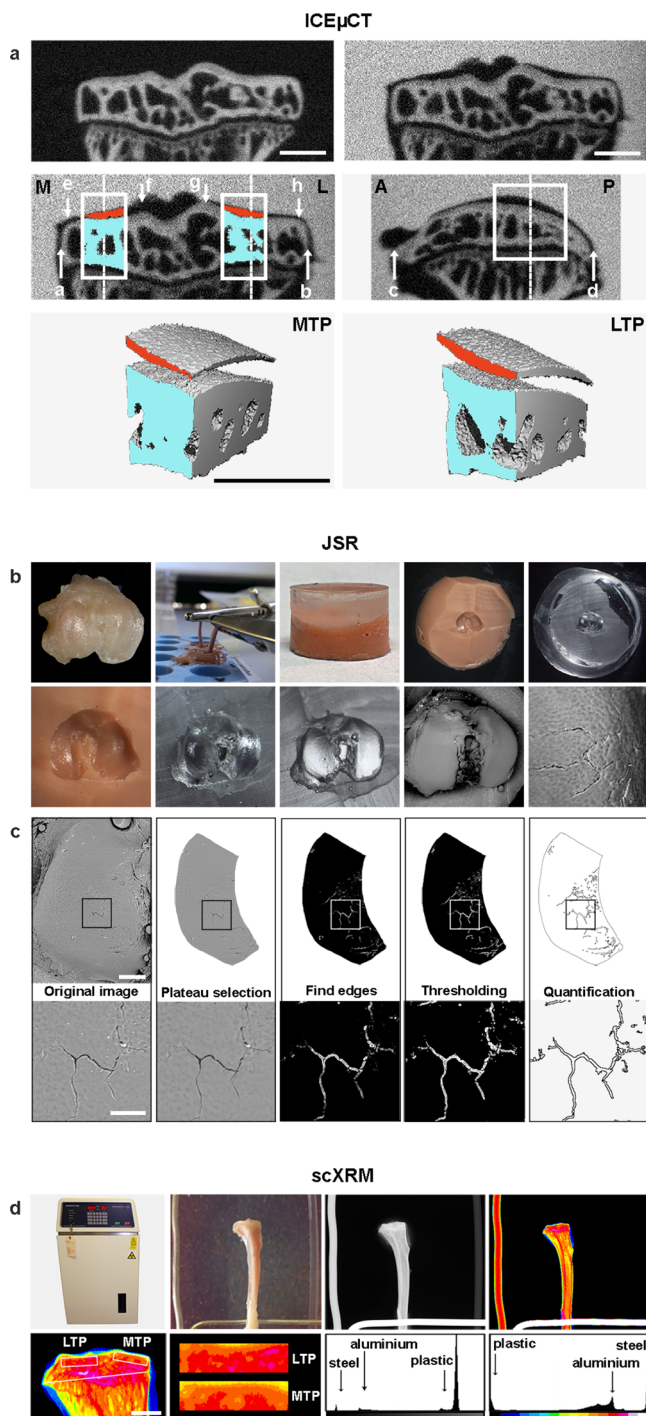 ICEµCT
a
M
L
A
P
e
f
g
h
a
b
c
d
MTP
LTP
JSR
b
c
Original image
Plateau selection
Find edges
Thresholding
Quantification
scXRM
d
LTP
MTP
LTP
MTP
steel
aluminium
plastic
plastic
aluminium
steel